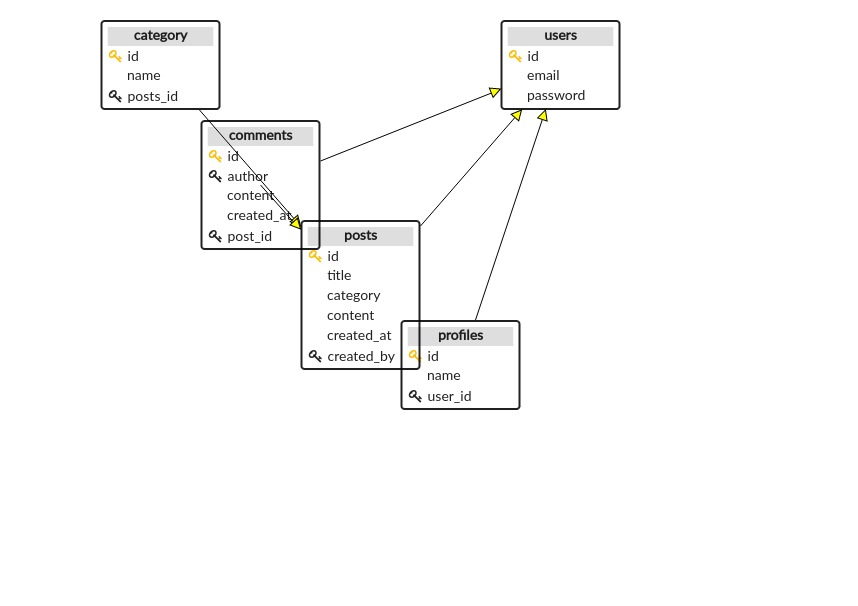 category
id
name
posts_id
users
id
email
password
comments
id
author
content
created_at
post_id
posts
id
title
category
content
created_at
created_by
profiles
id
name
user_id